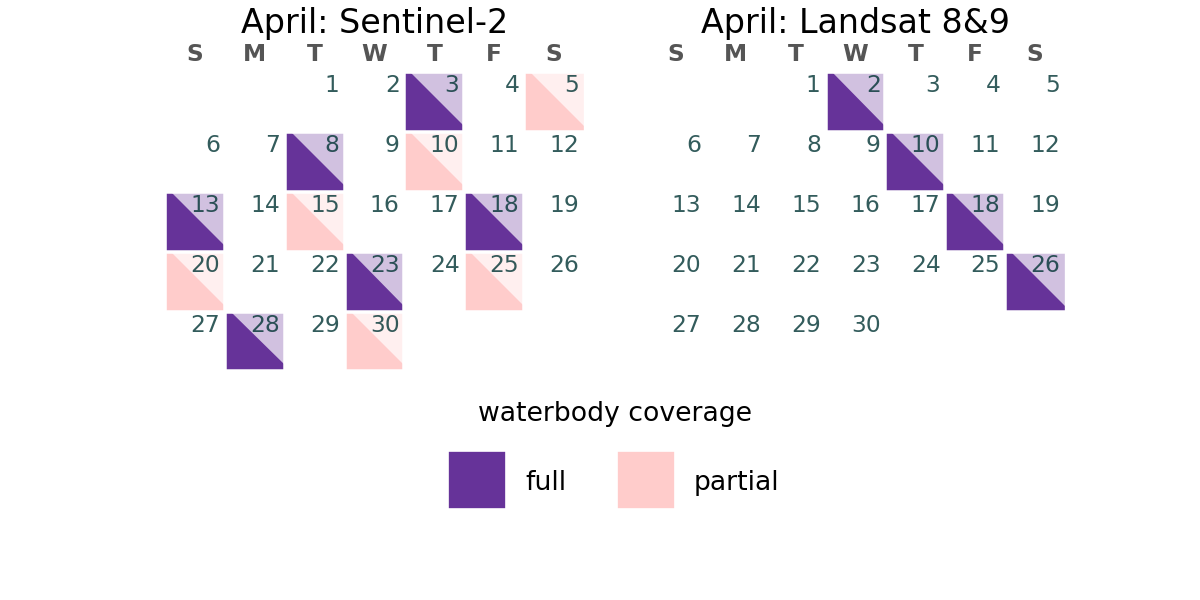 April: Sentinel-2
S M T W T F S
1 2 3 4 5
6 7 8 9 10 11 12
13 14 15 16 17 18 19
20 21 22 23 24 25 26
27 28 29 30
April: Landsat 8&9
S M T W T F S
1 2 3 4 5
6 7 8 9 10 11 12
13 14 15 16 17 18 19
20 21 22 23 24 25 26
27 28 29 30
waterbody coverage
full
partial